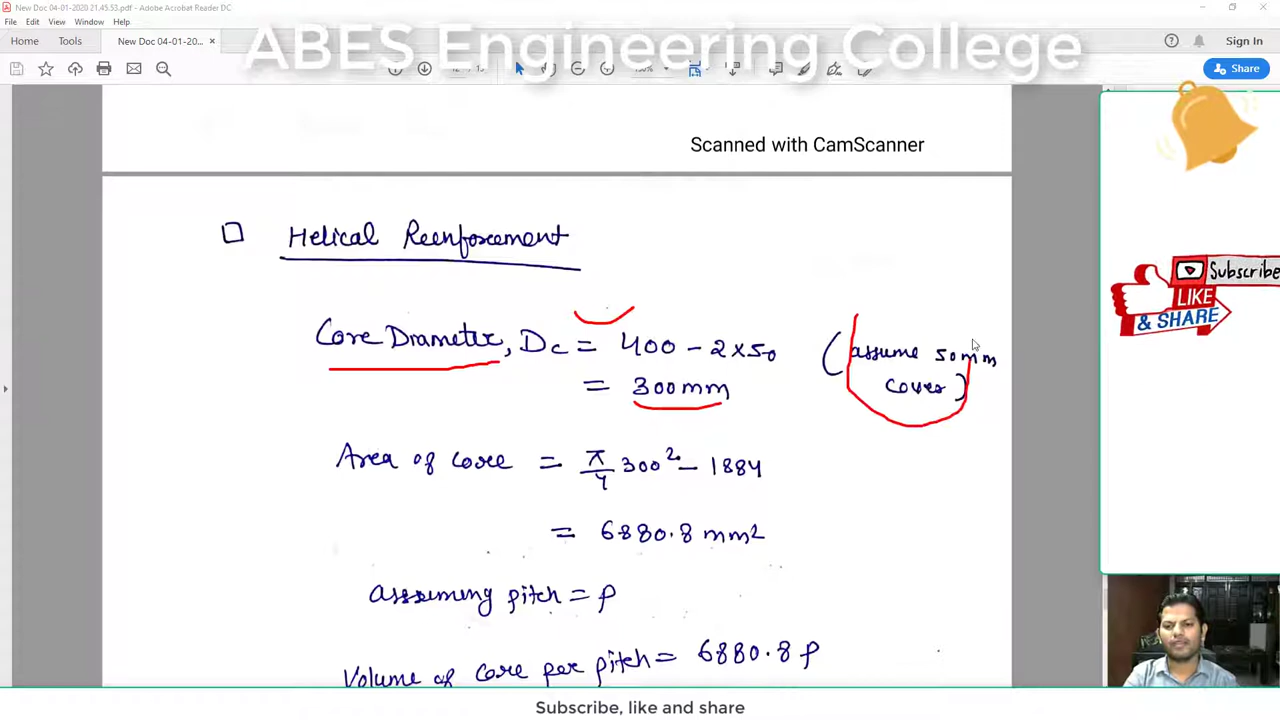 New Doc 04-01-2020 21.45.53.pdf - Adobe Acrobat Reader DC
File Edit View Window Help
Home Tools New Doc 04-01-20... × Sign In
ABES Engineering College
Share
Scanned with CamScanner
Helical Reenforcement
Core Diameter, Dc = 400 - 2×50 (assume 50mm
= 300mm cover)
Area of core = π/4 300² - 1884
= 6880.8 mm2
assuming pitch = p
Volume of core per pitch = 6880.8 p
Subscribe
LIKE
& SHARE
Subscribe, like and share